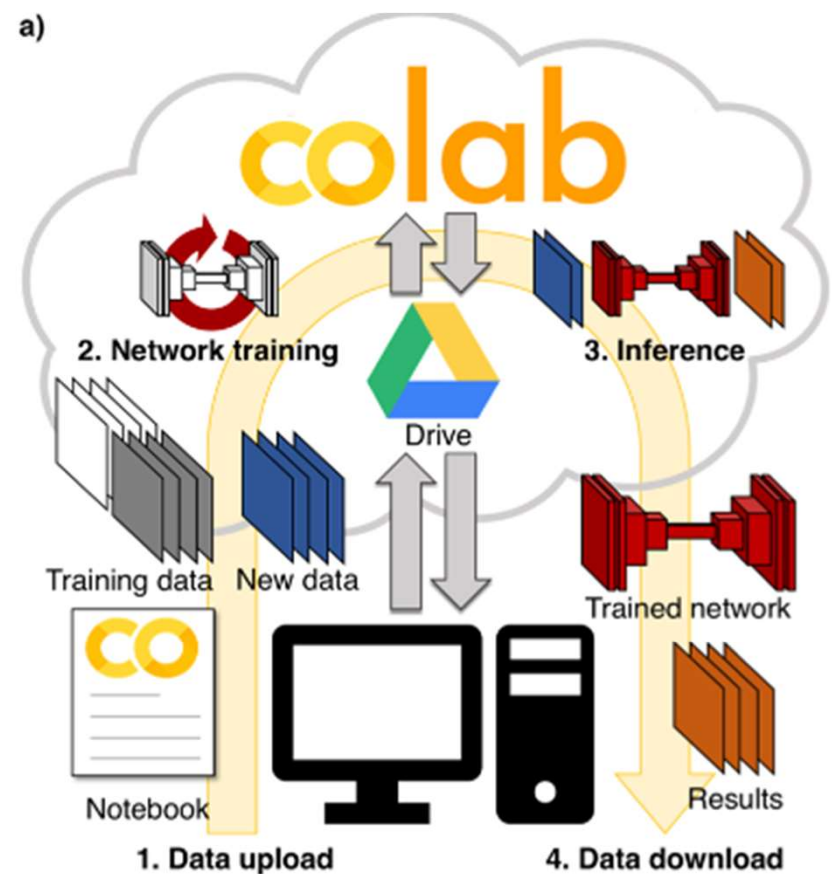 a)
colab
2. Network training
3. Inference
Drive
Training data
New data
Trained network
CO
Notebook
Results
1. Data upload
4. Data download